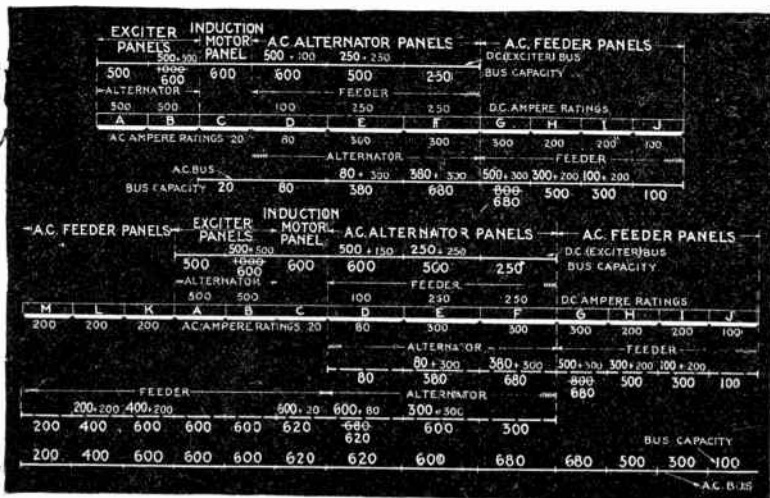 EXCITER PANELS INDUCTION MOTOR PANEL A.C. ALTERNATOR PANELS A.C. FEEDER PANELS
500+500 500+100 250+250 D.C.(EXCITER) BUS
500 1000 600 600 600 500 250 BUS CAPACITY
ALTERNATOR FEEDER
500 500 100 250 250 D.C. AMPERE RATINGS
A B C D E F G H I J
AC AMPERE RATINGS 20 80 300 300 300 200 200 100
ALTERNATOR FEEDER
A.C. BUS 80+300 380+300 500+300 300+200 100+200
BUS CAPACITY 20 80 380 680 800 500 300 100
680
A.C. FEEDER PANELS EXCITER PANELS INDUCTION MOTOR PANEL A.C. ALTERNATOR PANELS A.C. FEEDER PANELS
500+500 500+150 250+250 D.C.(EXCITER) BUS
500 1000 600 600 600 500 250 BUS CAPACITY
ALTERNATOR FEEDER
500 500 100 250 250 D.C. AMPERE RATINGS
M L K A B C D E F G H I J
200 200 200 A.C. AMPERE RATINGS 20 80 300 300 300 200 200 100
ALTERNATOR FEEDER
80+300 380+300 500+300 300+200 100+200
80 380 680 800 500 300 100
680
FEEDER ALTERNATOR
200+200 400+200 600+20 600+80 300+300
200 400 600 600 600 620 680 600 300
620
BUS CAPACITY
200 400 600 600 600 620 620 600 680 680 500 300 100
A.C. BUS